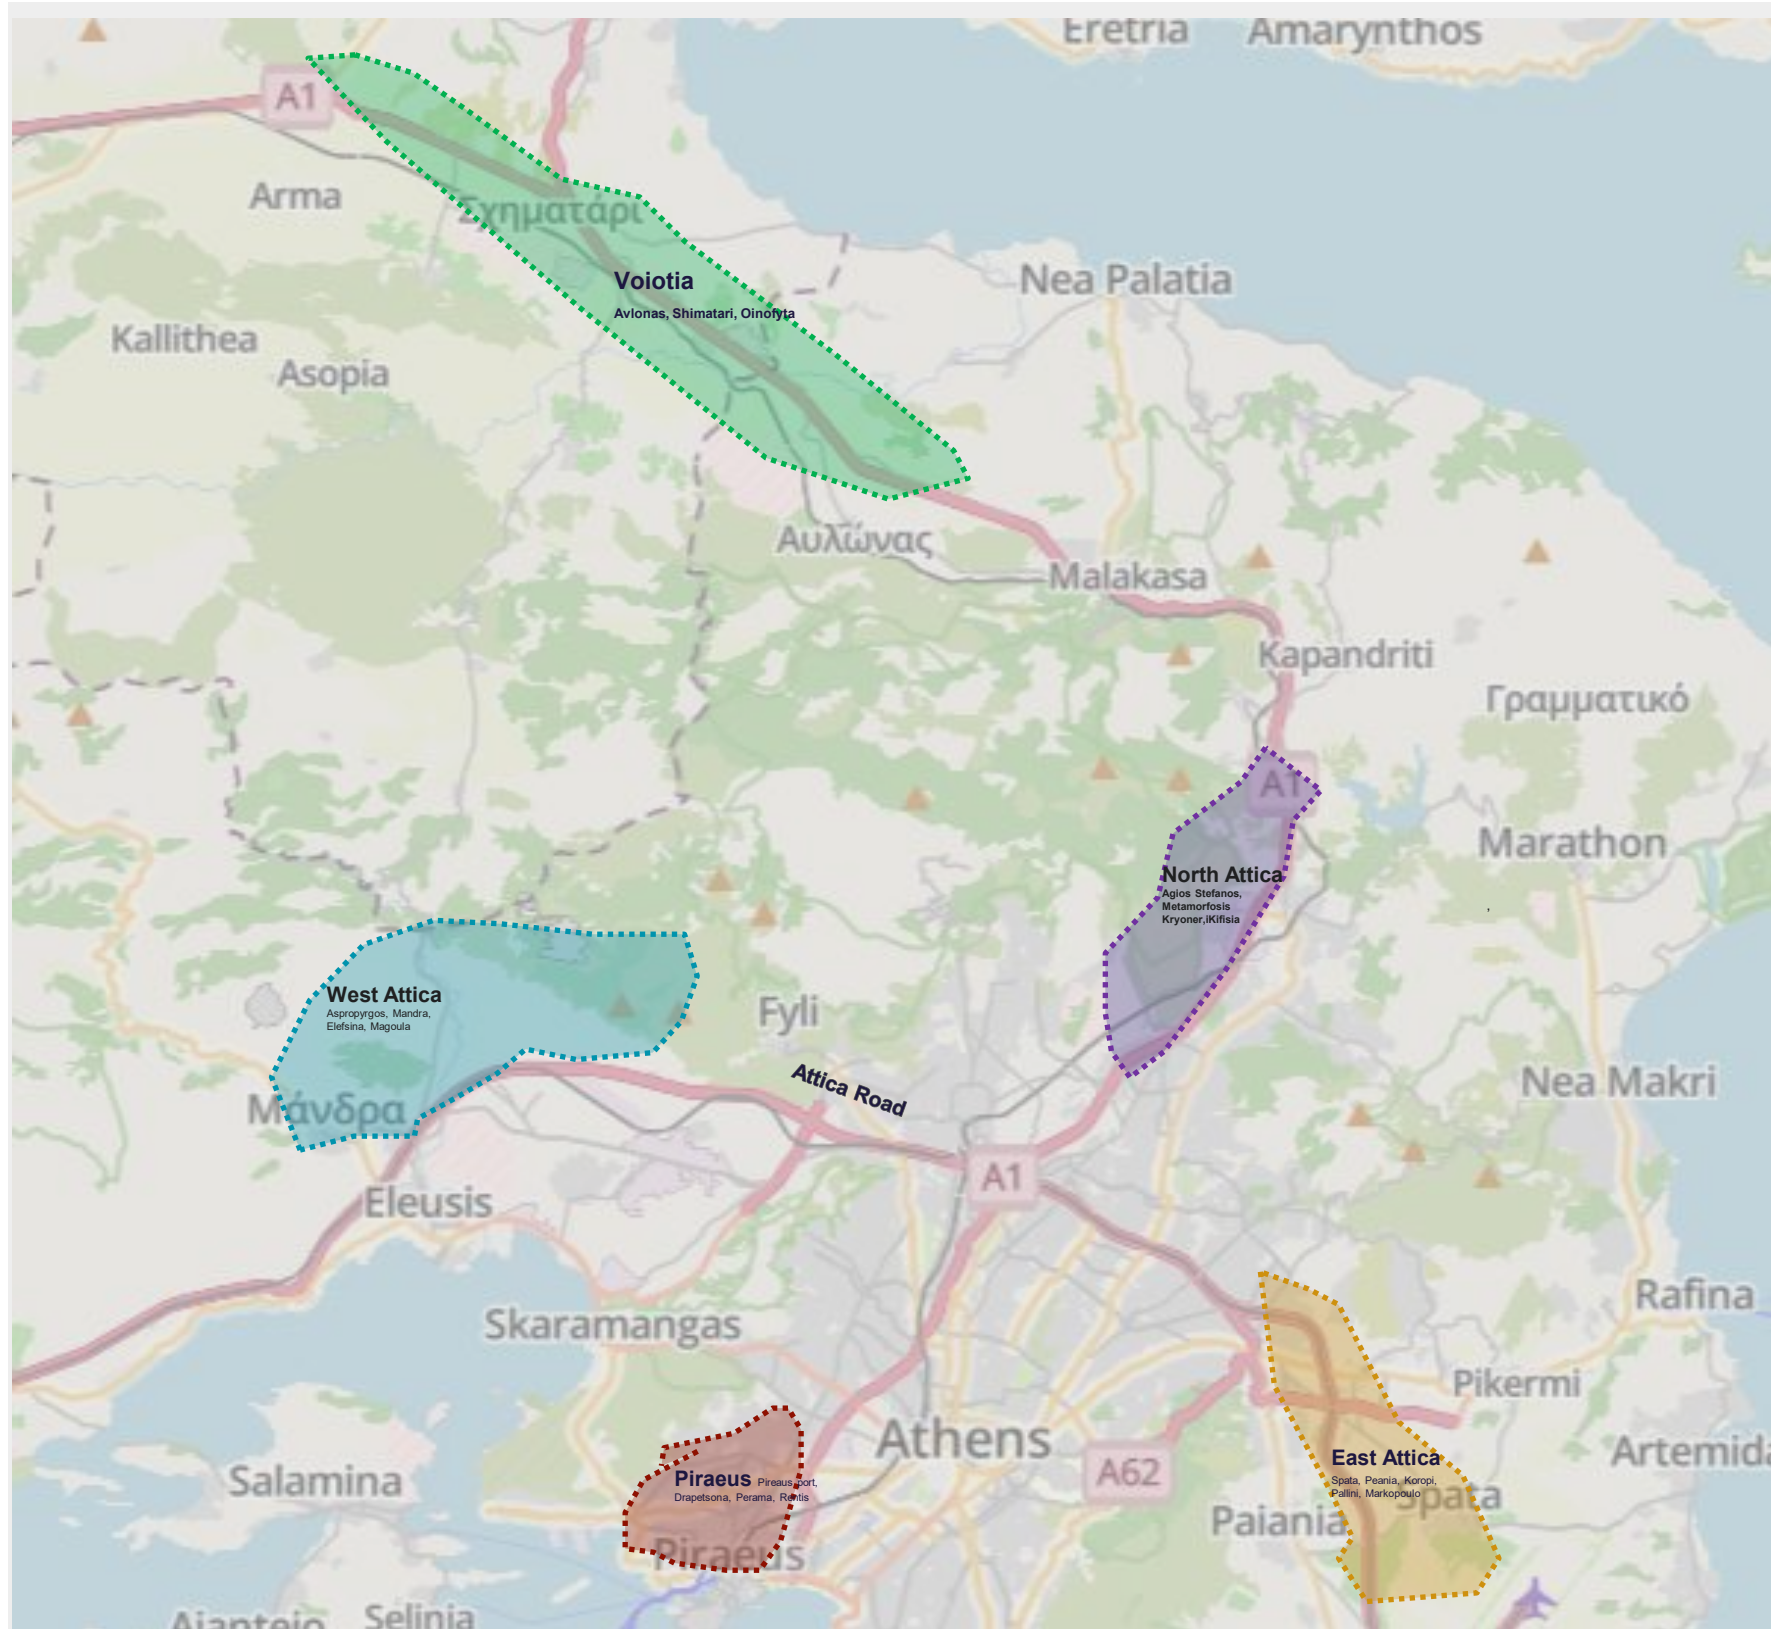 Eretria
Amarynthos
A1
Arma
Σχηματάρι
Voiotia
Avlonas, Shimatari, Oinofyta
Nea Palatia
Kallithea
Asopia
Αυλώνας
Malakasa
Kapandriti
Γραμματικό
A1
Marathon
North Attica
Agios Stefanos,
Metamorfosis
Kryoner,iKifisia
,
West Attica
Aspropyrgos, Mandra,
Elefsina, Magoula
Fyli
Attica Road
Μάνδρα
Nea Makri
A1
Eleusis
Rafina
Skaramangas
Pikermi
Athens
East Attica
Spata, Peania, Koropi,
Pallini, Markopoulo
Spata
Artemida
A62
Salamina
Piraeus Pireaus port,
Drapetsona, Perama, Rentis
Paiania
Piraeus
Aianteio
Selinia